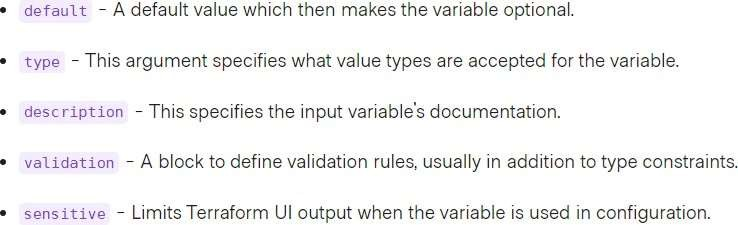 • default - A default value which then makes the variable optional.
• type - This argument specifies what value types are accepted for the variable.
• description - This specifies the input variable's documentation.
• validation - A block to define validation rules, usually in addition to type constraints.
• sensitive - Limits Terraform UI output when the variable is used in configuration.